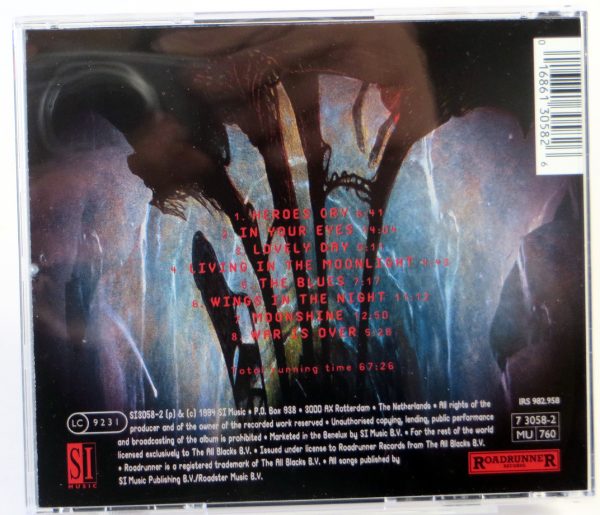 0 16861 30582 6
1. HEROES CRY 6:41
2. IN YOUR EYES 14:04
3. LOVELY DAY 6:11
4. LIVING IN THE MOONLIGHT 4:43
5. THE BLUES 7:17
6. WINGS IN THE NIGHT 11:12
7. MOONSHINE 12:50
8. WAR IS OVER 5:28
Total running time 67:26
IRS 982.958
LC 9231
SI3058-2 (p) & (c) 1994 SI Music • P.O. Box 938 • 3000 AX Rotterdam • The Netherlands • All rights of the
producer and of the owner of the recorded work reserved • Unauthorised copying, lending, public performance
and broadcasting of the album is prohibited • Marketed in the Benelux by SI Music B.V. • For the rest of the world
licensed exclusively to The All Blacks B.V. • Issued under license to Roadrunner Records from The All Blacks B.V.
• Roadrunner is a registered trademark of The All Blacks B.V. • All songs published by
SI Music Publishing B.V./Roadster Music B.V.
7 3058-2
MU 760
SI
MUSIC
ROADRUNNER
RECORDS